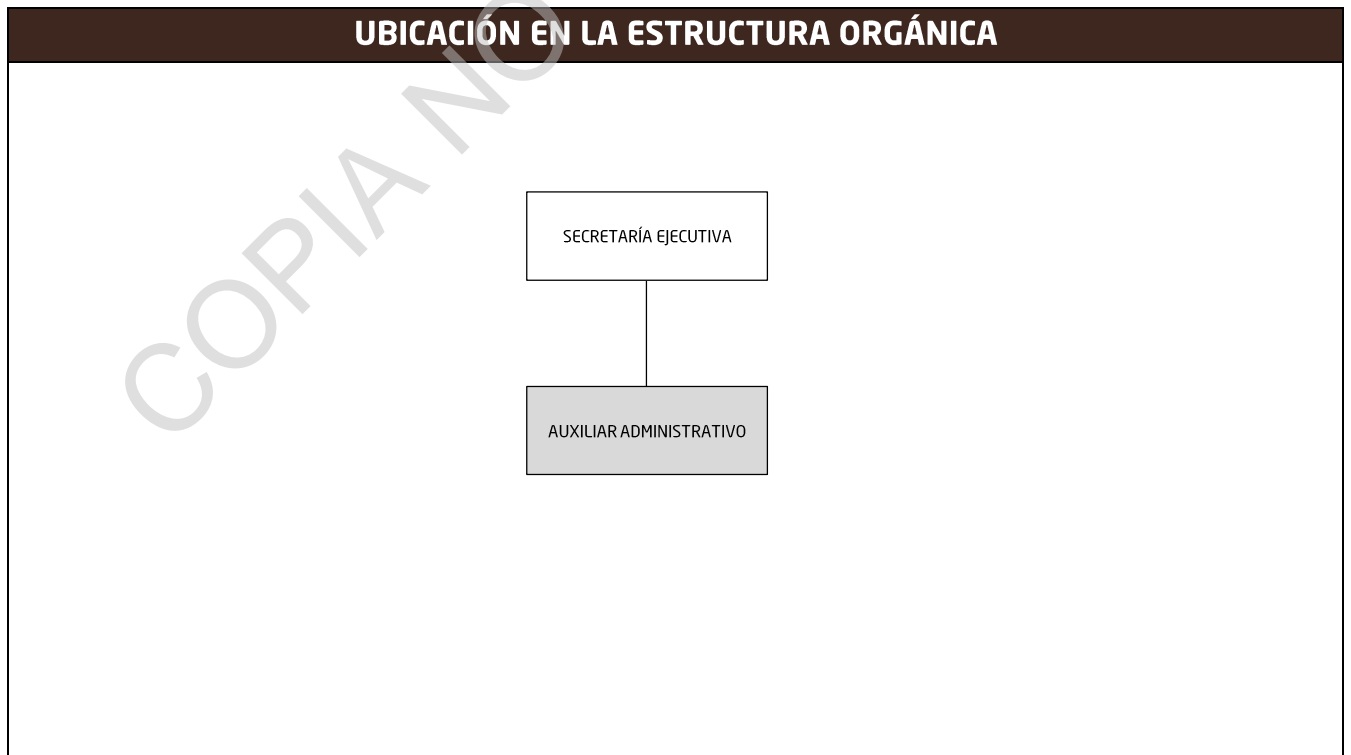 UBICACIÓN EN LA ESTRUCTURA ORGÁNICA
COPIA NO
SECRETARÍA EJECUTIVA
AUXILIAR ADMINISTRATIVO